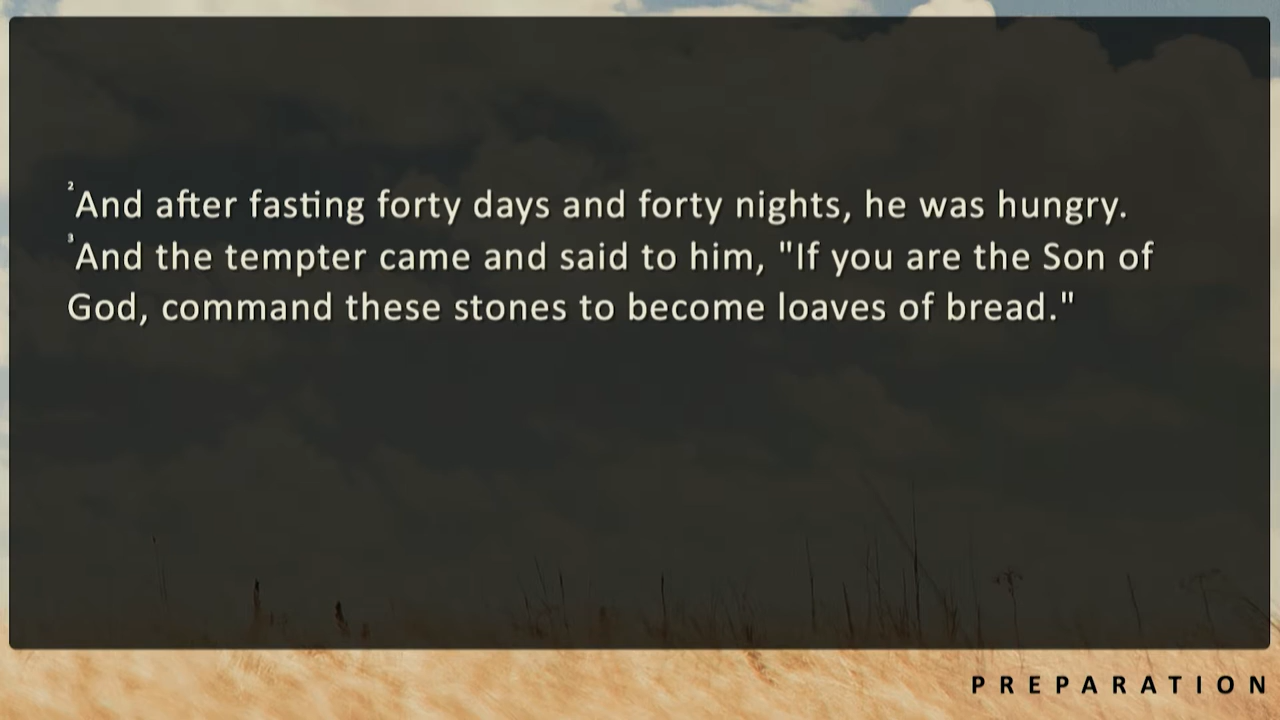 ²And after fasting forty days and forty nights, he was hungry.
³And the tempter came and said to him, "If you are the Son of
God, command these stones to become loaves of bread."
PREPARATION